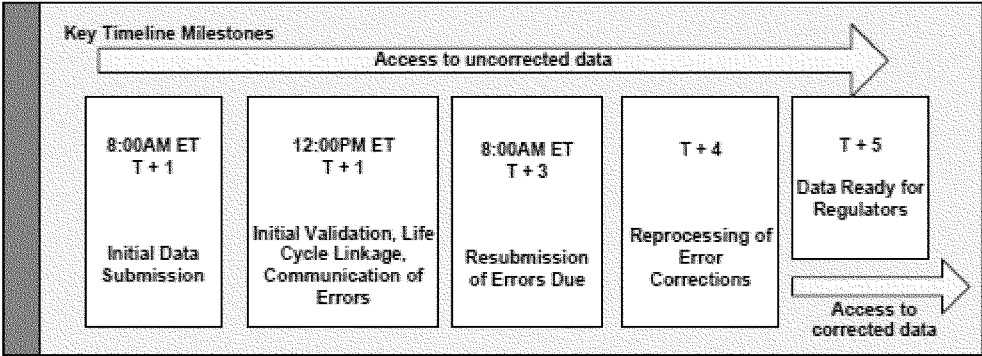 Key Timeline Milestones
Access to uncorrected data
8:00AM ET
T + 1
Initial Data
Submission
12:00PM ET
T + 1
Initial Validation, Life
Cycle Linkage,
Communication of
Errors
8:00AM ET
T + 3
Resubmission
of Errors Due
T + 4
Reprocessing of
Error
Corrections
T + 5
Data Ready for
Regulators
Access to
corrected data